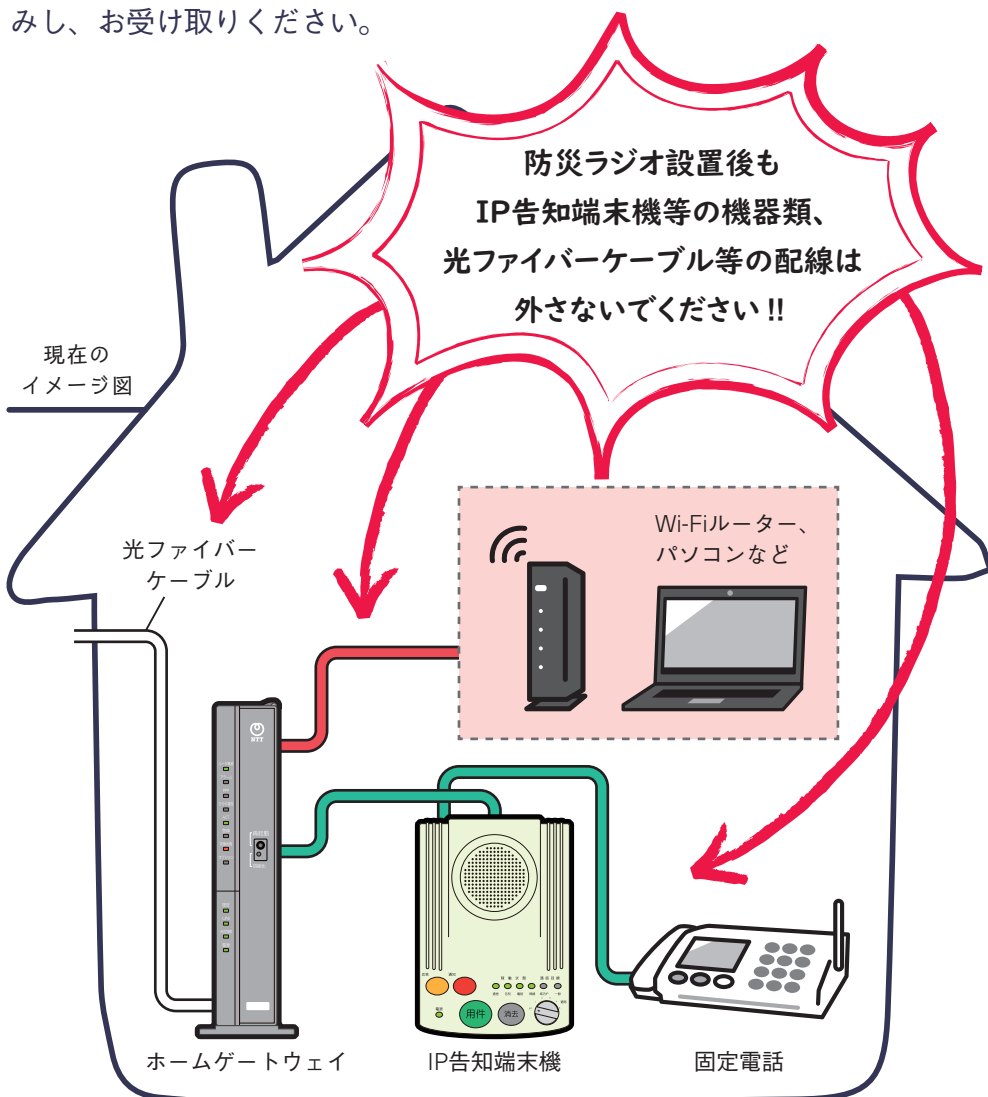 みし、お受け取りください。
防災ラジオ設置後も
IP告知端末機等の機器類、
光ファイバーケーブル等の配線は
外さないでください!!
現在の
イメージ図
光ファイバー
ケーブル
Wi-Fiルーター、
パソコンなど
NTT
用件
消去
ホームゲートウェイ
IP告知端末機
固定電話